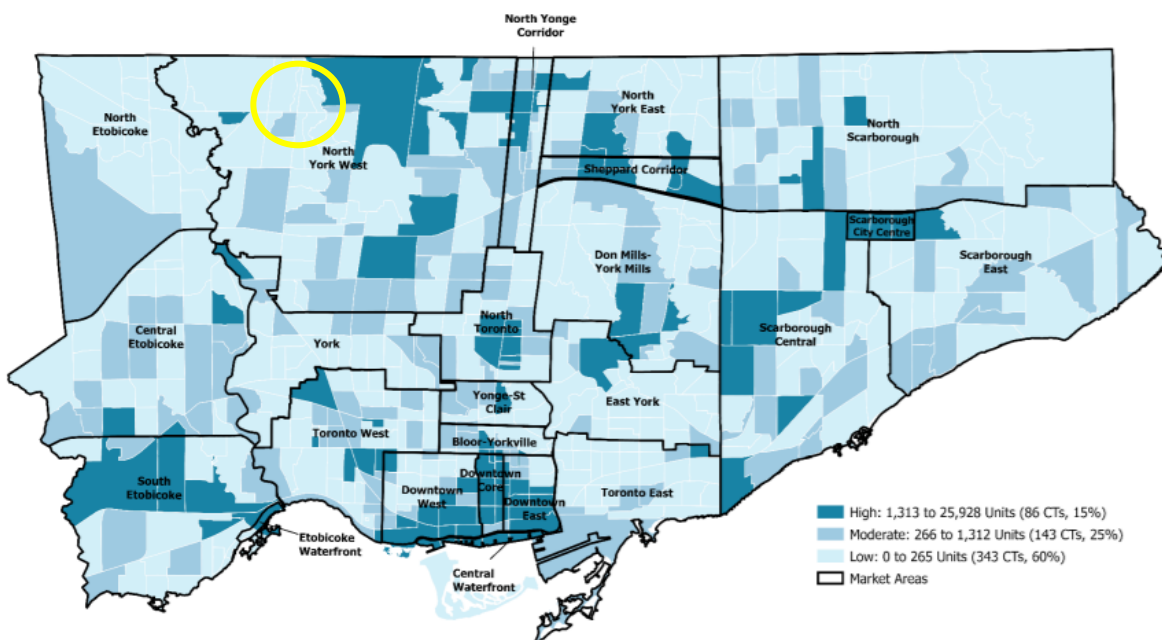 North Yonge
Corridor
North
Etobicoke
North
York West
North
York East
Sheppard Corridor
North
Scarborough
Scarborough
City Centre
Scarborough
East
Don Mills-
York Mills
Central
Etobicoke
York
North
Toronto
Scarborough
Central
Yonge-St
Clair
East York
Toronto West
Bloor-Yorkville
South
Etobicoke
Downtown
West
Downtown
Core
Downtown
East
Toronto East
Etobicoke
Waterfront
Central
Waterfront
High: 1,313 to 25,928 Units (86 CTs, 15%)
Moderate: 266 to 1,312 Units (143 CTs, 25%)
Low: 0 to 265 Units (343 CTs, 60%)
Market Areas